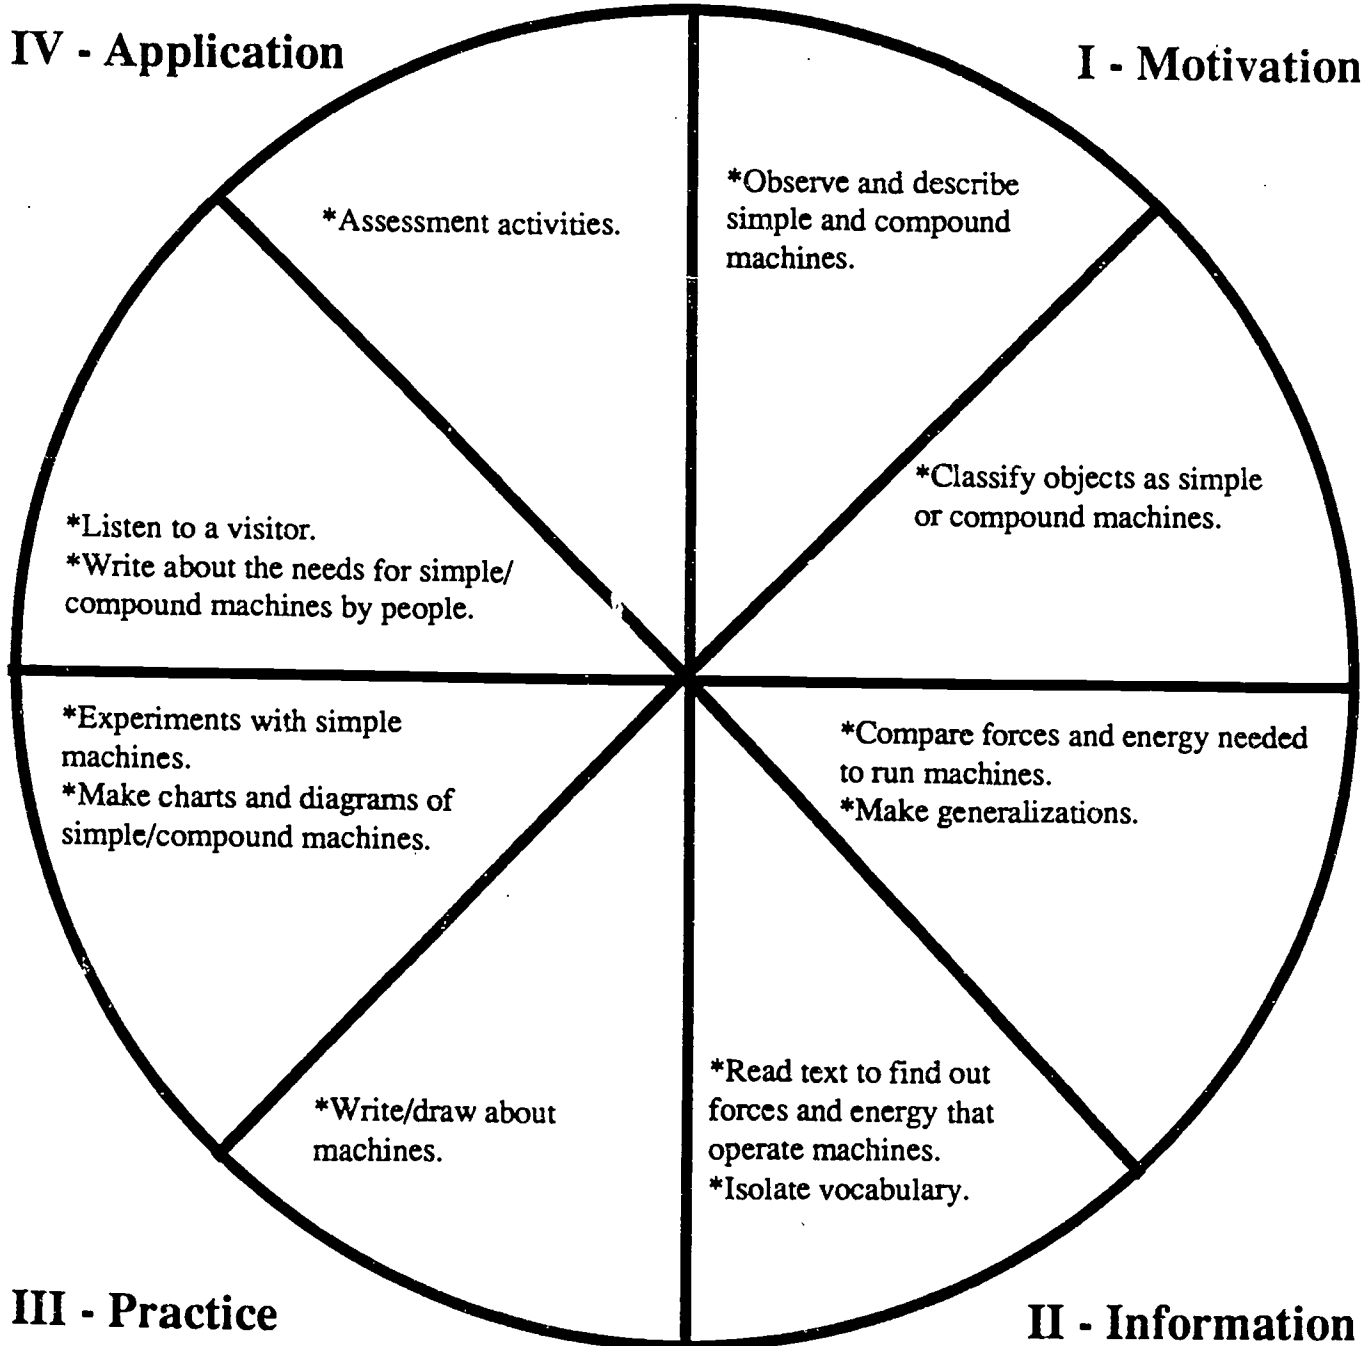 IV - Application
I - Motivation
*Assessment activities.
*Observe and describe
simple and compound
machines.
*Classify objects as simple
or compound machines.
*Listen to a visitor.
*Write about the needs for simple/
compound machines by people.
*Experiments with simple
machines.
*Make charts and diagrams of
simple/compound machines.
*Compare forces and energy needed
to run machines.
*Make generalizations.
*Write/draw about
machines.
*Read text to find out
forces and energy that
operate machines.
*Isolate vocabulary.
III - Practice
II - Information